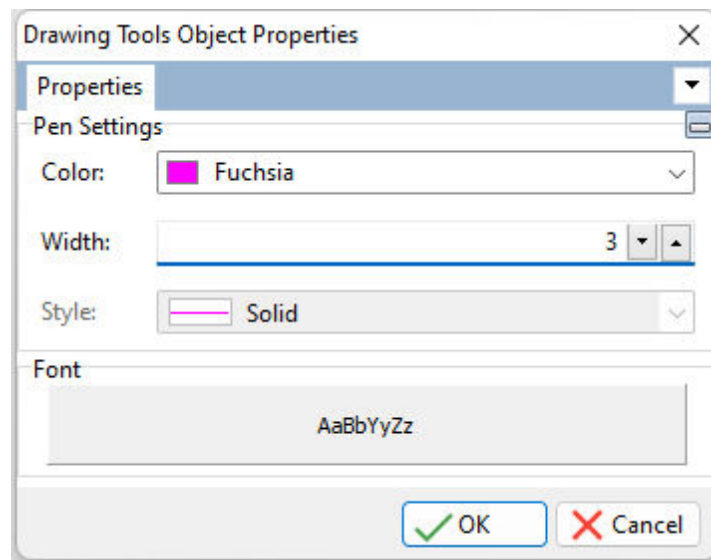 Drawing Tools Object Properties
Properties
Pen Settings
Color: Fuchsia
Width: 3
Style: Solid
Font
AaBbYyZz
OK Cancel